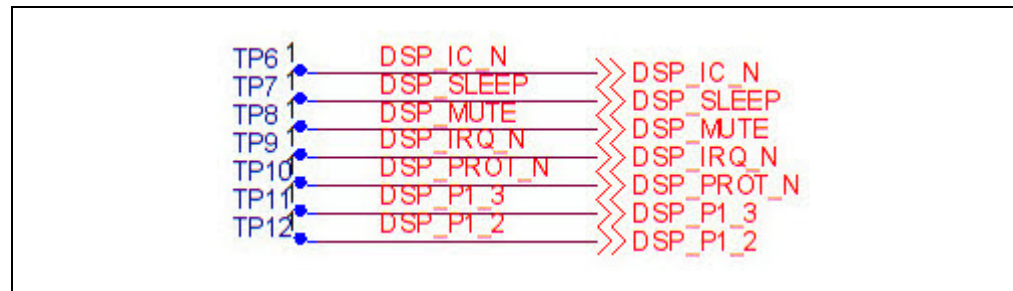 TP6 1 DSP_IC_N DSP_IC_N
TP7 1 DSP_SLEEP DSP_SLEEP
TP8 1 DSP_MUTE DSP_MUTE
TP9 1 DSP_IRQ_N DSP_IRQ_N
TP10 1 DSP_PROT_N DSP_PROT_N
TP11 1 DSP_P1_3 DSP_P1_3
TP12 1 DSP_P1_2 DSP_P1_2